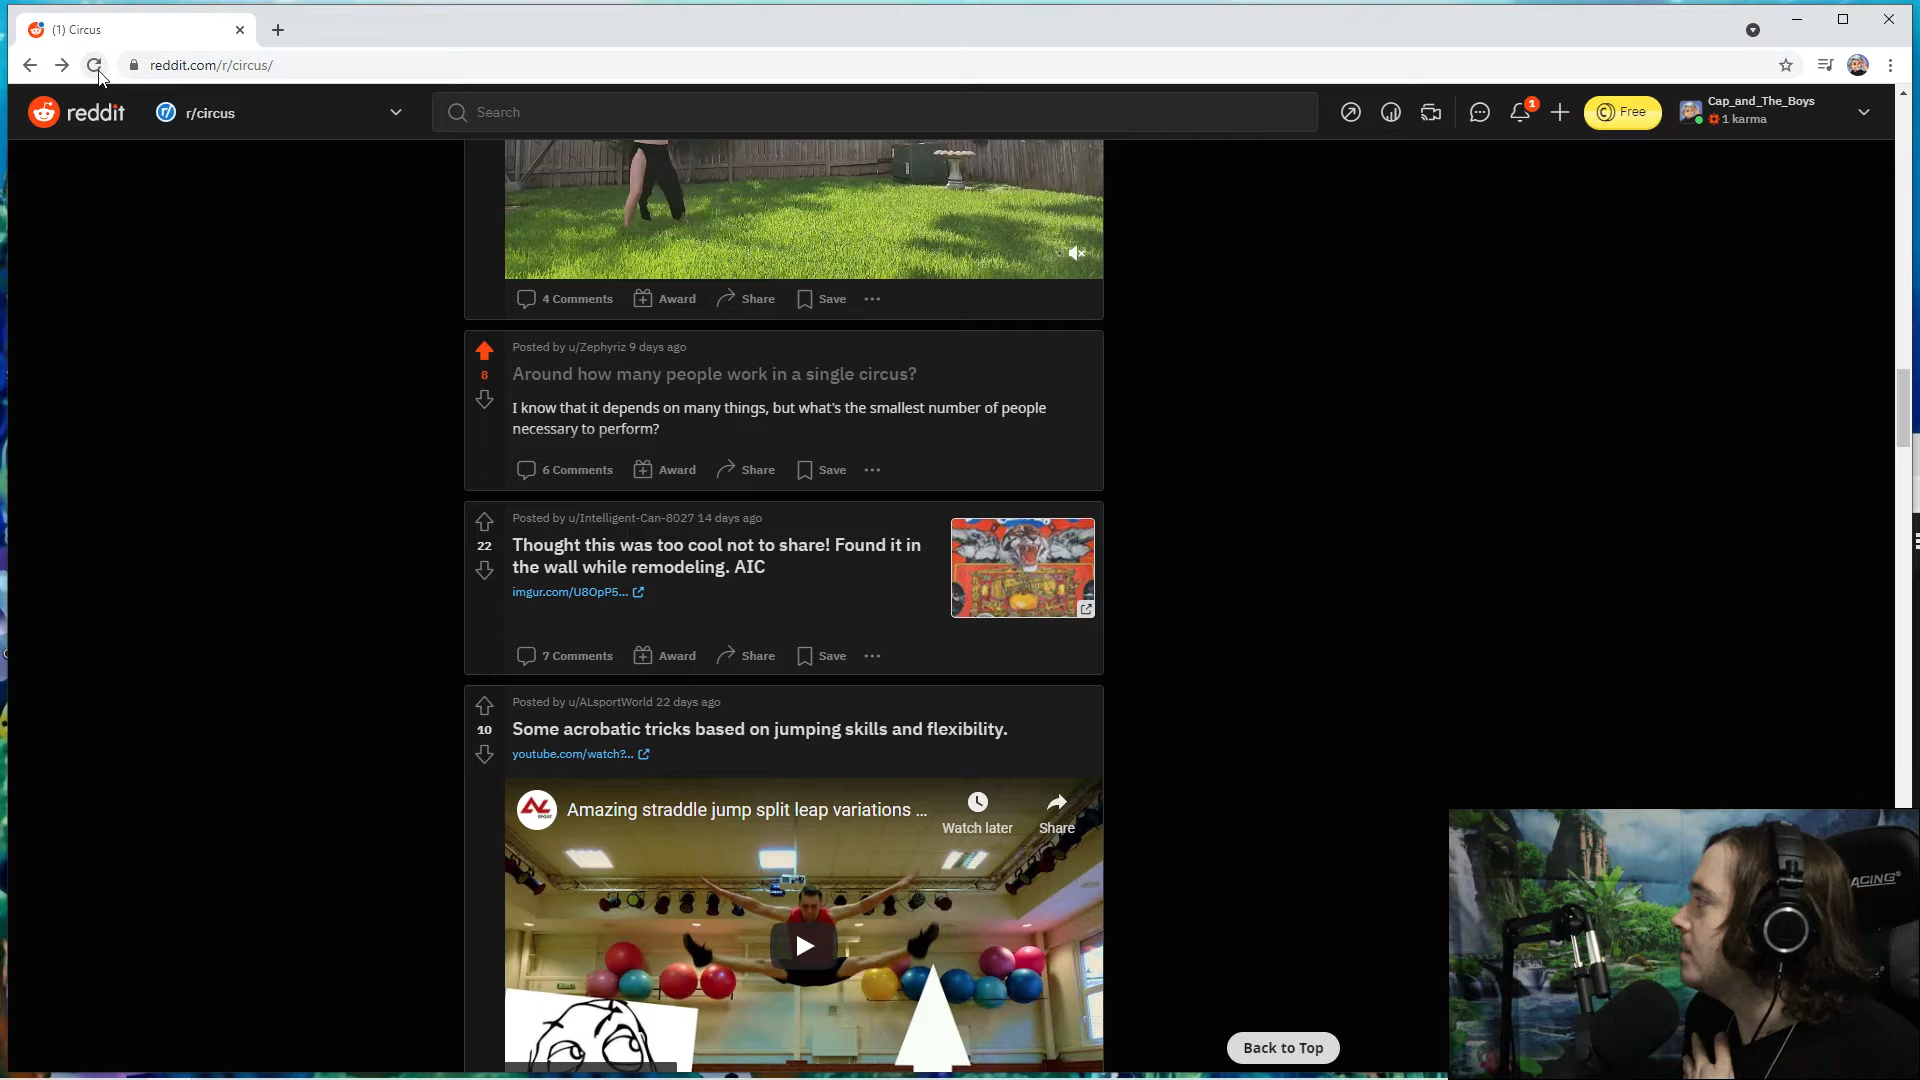 (1) Circus
reddit.com/r/circus/
reddit
r/circus
Search
1
Free
Cap_and_The_Boys
1 karma
4 Comments
Award
Share
Save
Posted by u/Zephyriz 9 days ago
8
Around how many people work in a single circus?
I know that it depends on many things, but what's the smallest number of people
necessary to perform?
6 Comments
Award
Share
Save
Posted by u/Intelligent-Can-8027 14 days ago
22
Thought this was too cool not to share! Found it in
the wall while remodeling. AIC
imgur.com/U8OpP5...
7 Comments
Award
Share
Save
Posted by u/ALsportWorld 22 days ago
10
Some acrobatic tricks based on jumping skills and flexibility.
youtube.com/watch?...
AL
SPORT
Amazing straddle jump split leap variations ...
Watch later
Share
Back to Top
ACING